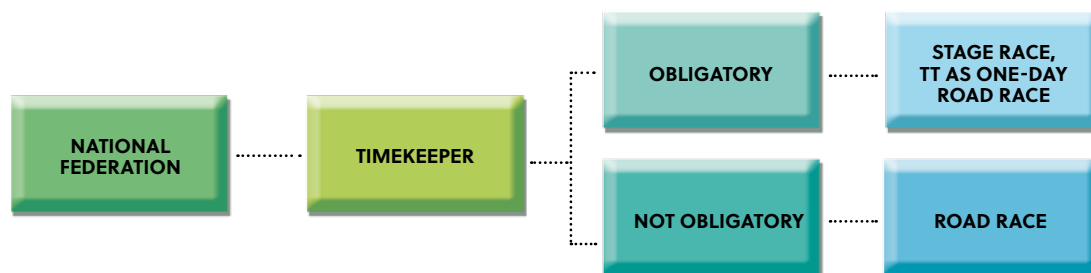 NATIONAL
FEDERATION
TIMEKEEPER
OBLIGATORY
STAGE RACE,
TT AS ONE-DAY
ROAD RACE
NOT OBLIGATORY
ROAD RACE